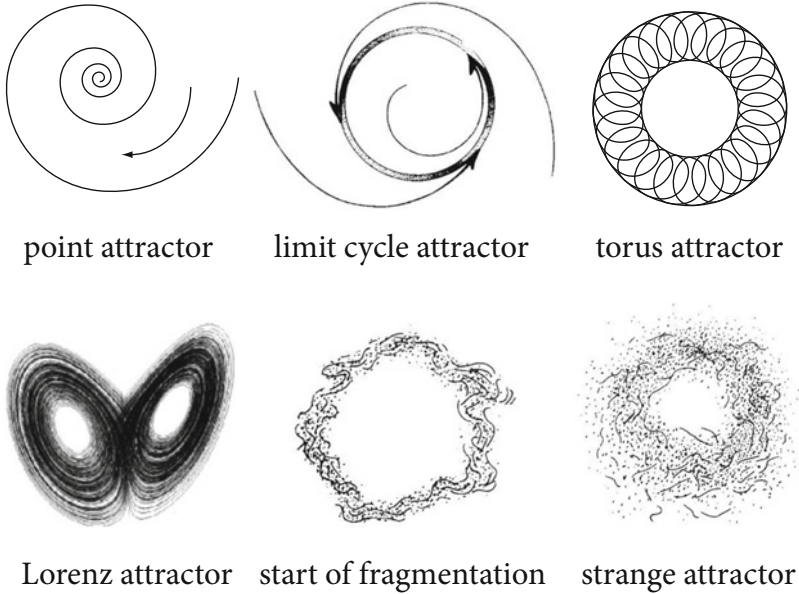 point attractor
limit cycle attractor
torus attractor
Lorenz attractor
start of fragmentation
strange attractor